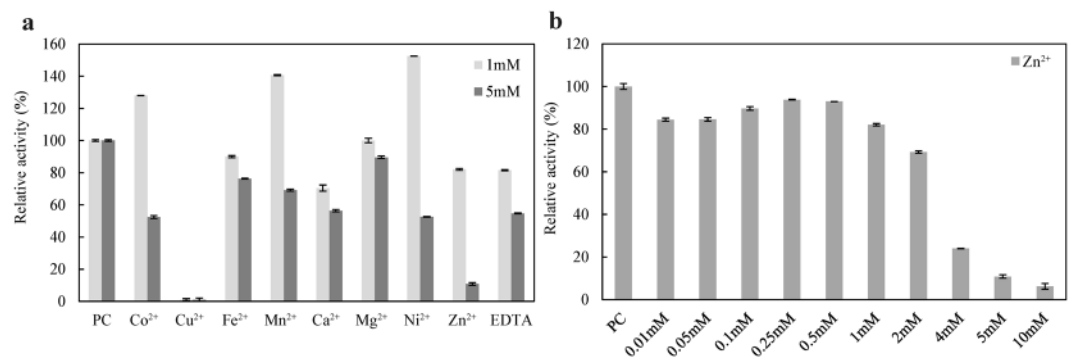 a
Relative activity (%)
160
140
120
100
80
60
40
20
0
1mM
5mM
PC Co²⁺ Cu²⁺ Fe²⁺ Mn²⁺ Ca²⁺ Mg²⁺ Ni²⁺ Zn²⁺ EDTA
b
Relative activity (%)
120
100
80
60
40
20
0
Zn²⁺
PC 0.01mM 0.05mM 0.1mM 0.25mM 0.5mM 1mM 2mM 4mM 5mM 10mM